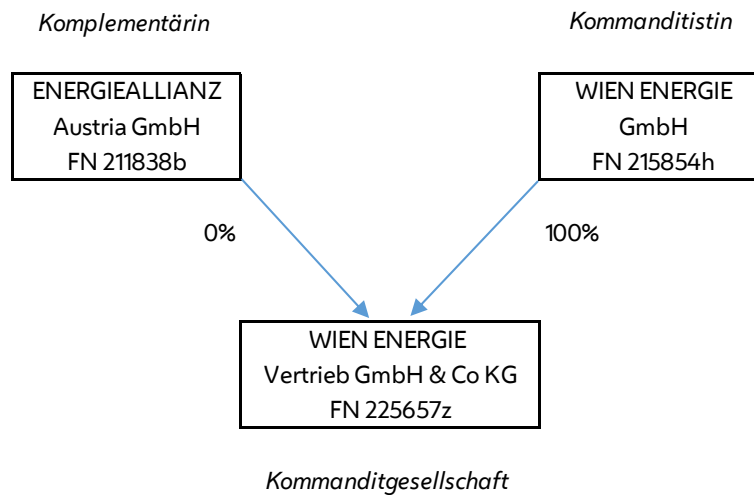 Komplementärin
Kommanditistin
ENERGIEALLIANZ
Austria GmbH
FN 211838b
WIEN ENERGIE
GmbH
FN 215854h
0%
100%
WIEN ENERGIE
Vertrieb GmbH & Co KG
FN 225657z
Kommanditgesellschaft